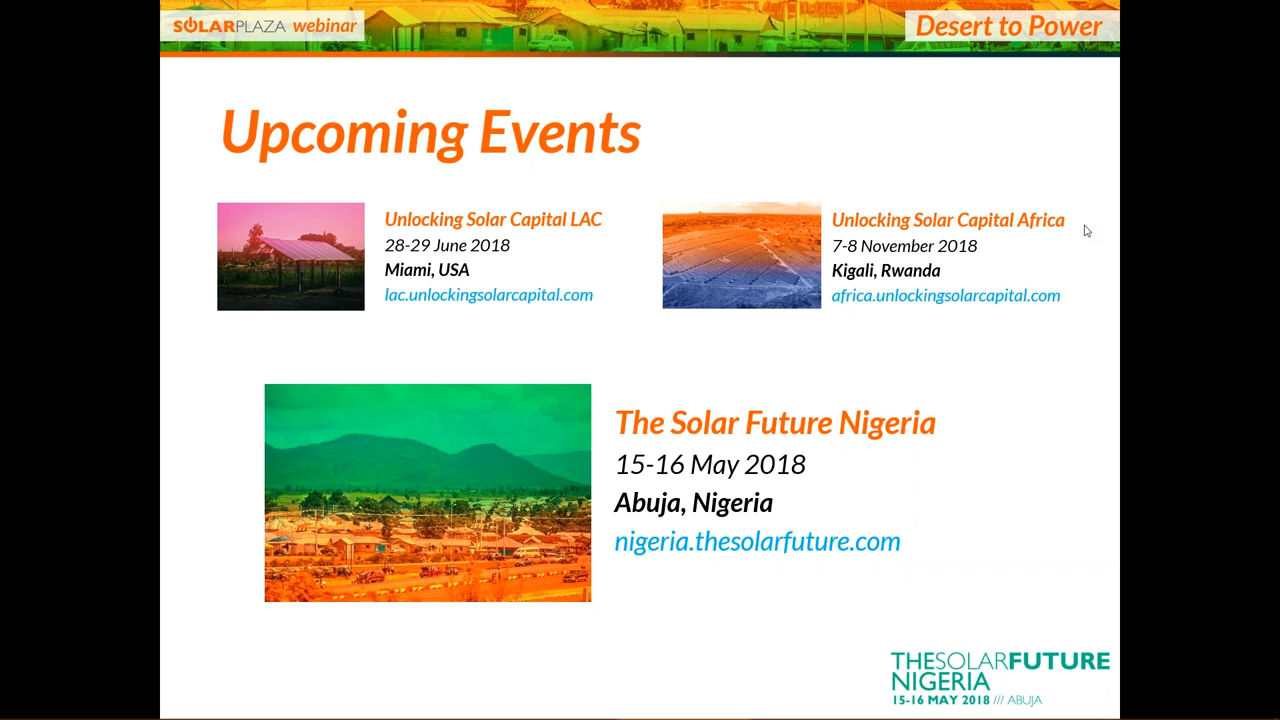 SOLARPLAZA webinar
Desert to Power
Upcoming Events
Unlocking Solar Capital LAC
28-29 June 2018
Miami, USA
lac.unlockingsolarcapital.com
Unlocking Solar Capital Africa
7-8 November 2018
Kigali, Rwanda
africa.unlockingsolarcapital.com
The Solar Future Nigeria
15-16 May 2018
Abuja, Nigeria
nigeria.thesolarfuture.com
THESOLARFUTURE
NIGERIA
15-16 MAY 2018 /// ABUJA